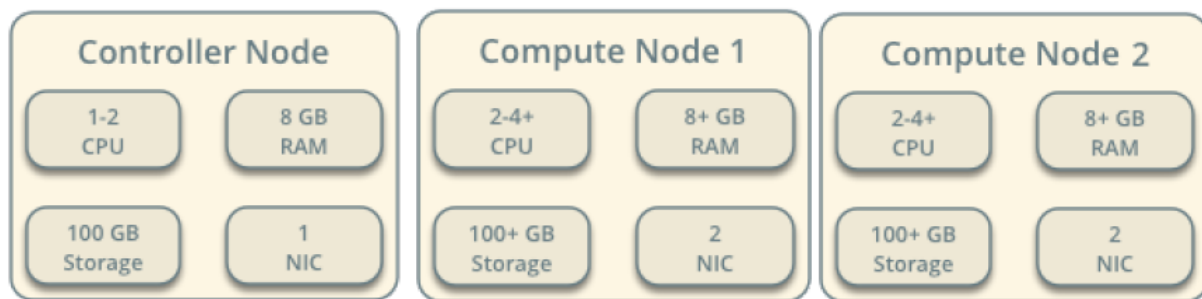 Controller Node
1-2
CPU
8 GB
RAM
100 GB
Storage
1
NIC
Compute Node 1
2-4+
CPU
8+ GB
RAM
100+ GB
Storage
2
NIC
Compute Node 2
2-4+
CPU
8+ GB
RAM
100+ GB
Storage
2
NIC